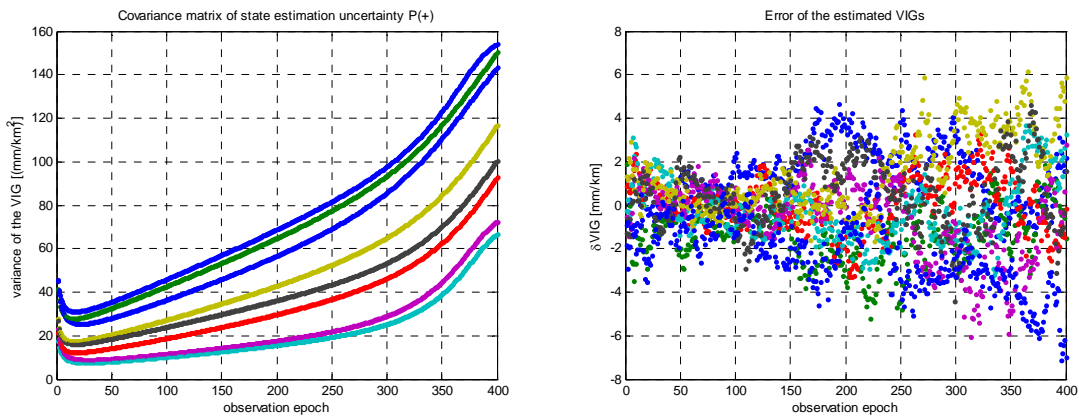 Covariance matrix of state estimation uncertainty P(+)
160
140
120
100
80
60
40
20
0
variance of the VIG [(mm/km²]
0 50 100 150 200 250 300 350 400
observation epoch
Error of the estimated VIGs
8
6
4
2
0
-2
-4
-6
-8
δVIG [mm/km]
0 50 100 150 200 250 300 350 400
observation epoch